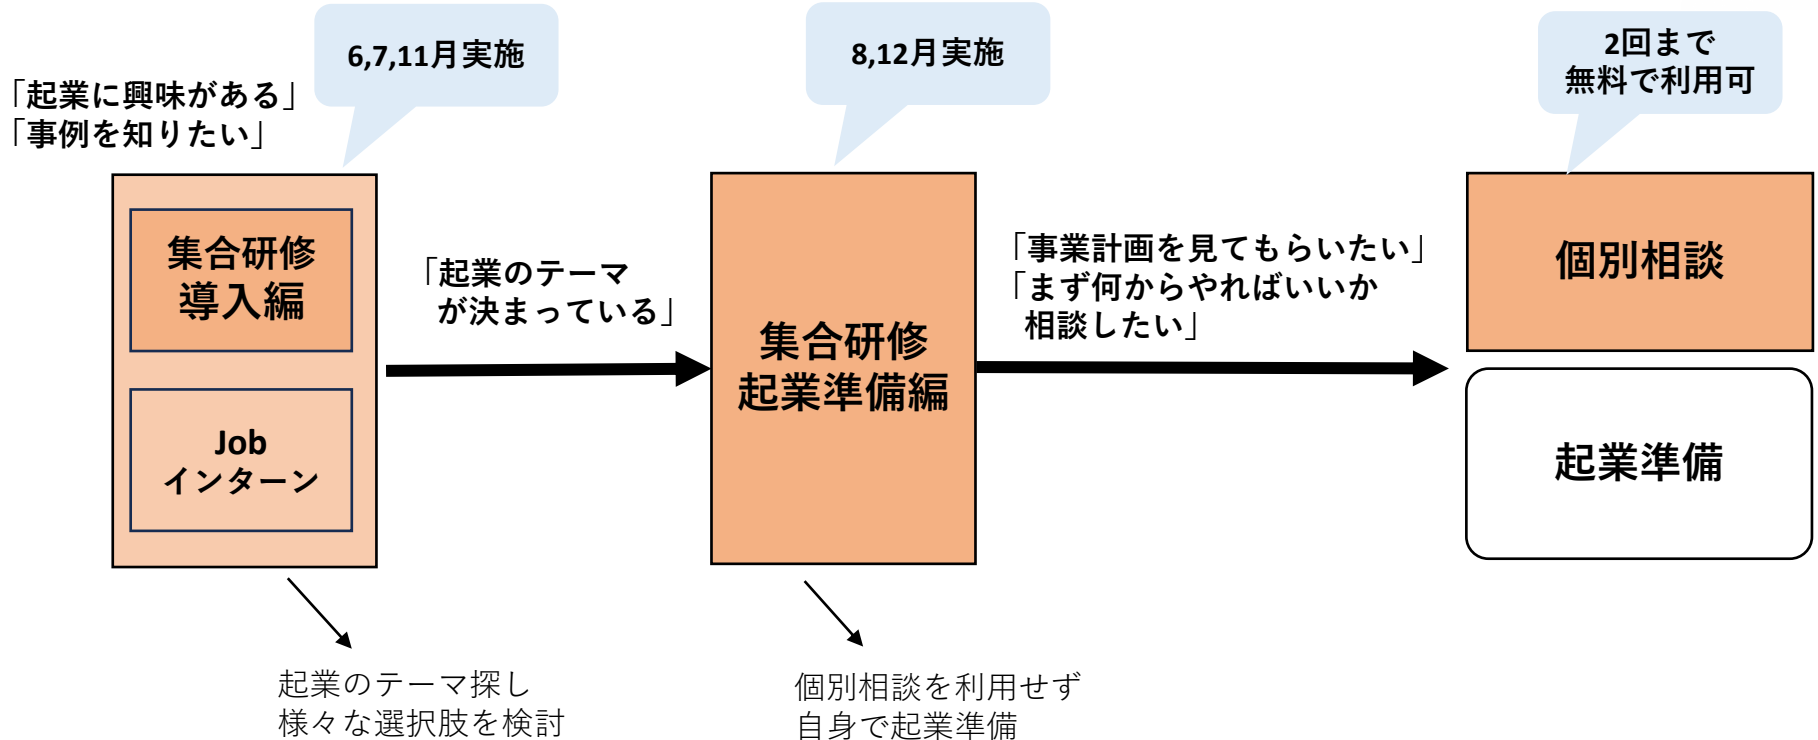 6,7,11月実施
8,12月実施
2回まで
無料で利用可
「起業に興味がある」
「事例を知りたい」
集合研修
導入編
Job
インターン
「起業のテーマ
が決まっている」
集合研修
起業準備編
「事業計画を見てもらいたい」
「まず何からやればいいか
相談したい」
個別相談
起業準備
起業のテーマ探し
様々な選択肢を検討
個別相談を利用せず
自身で起業準備